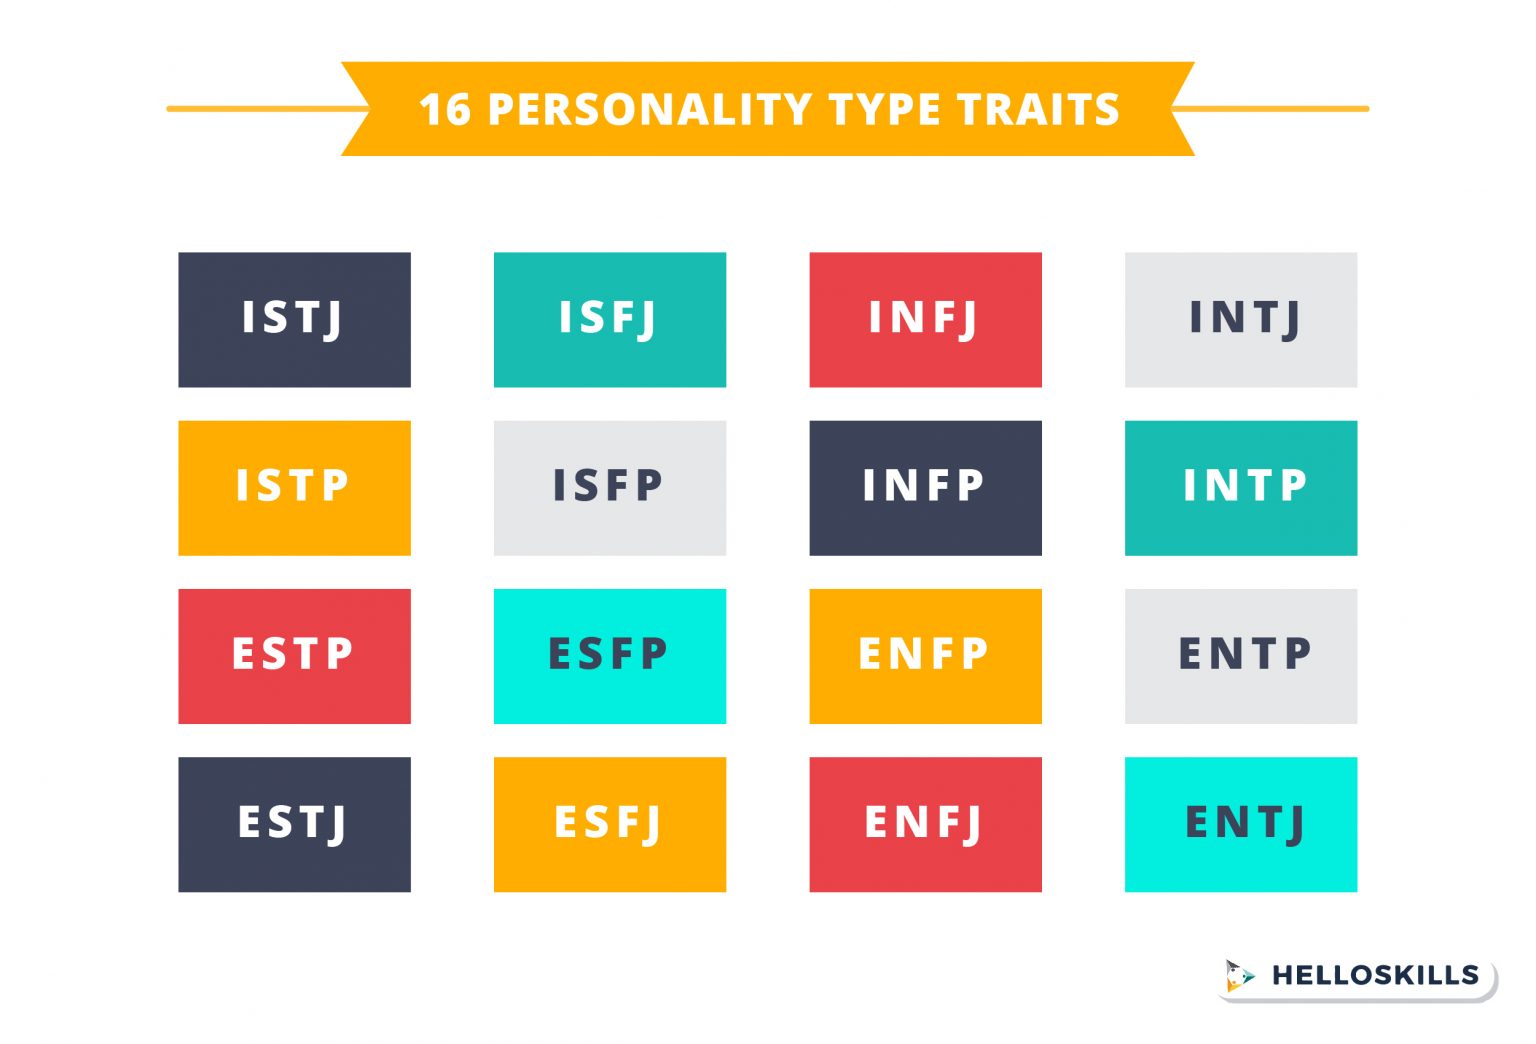 16 PERSONALITY TYPE TRAITS
ISTJ ISFJ INFJ INTJ
ISTP ISFP INFP INTP
ESTP ESFP ENFP ENTP
ESTJ ESFJ ENFJ ENTJ
HELLOSKILLS